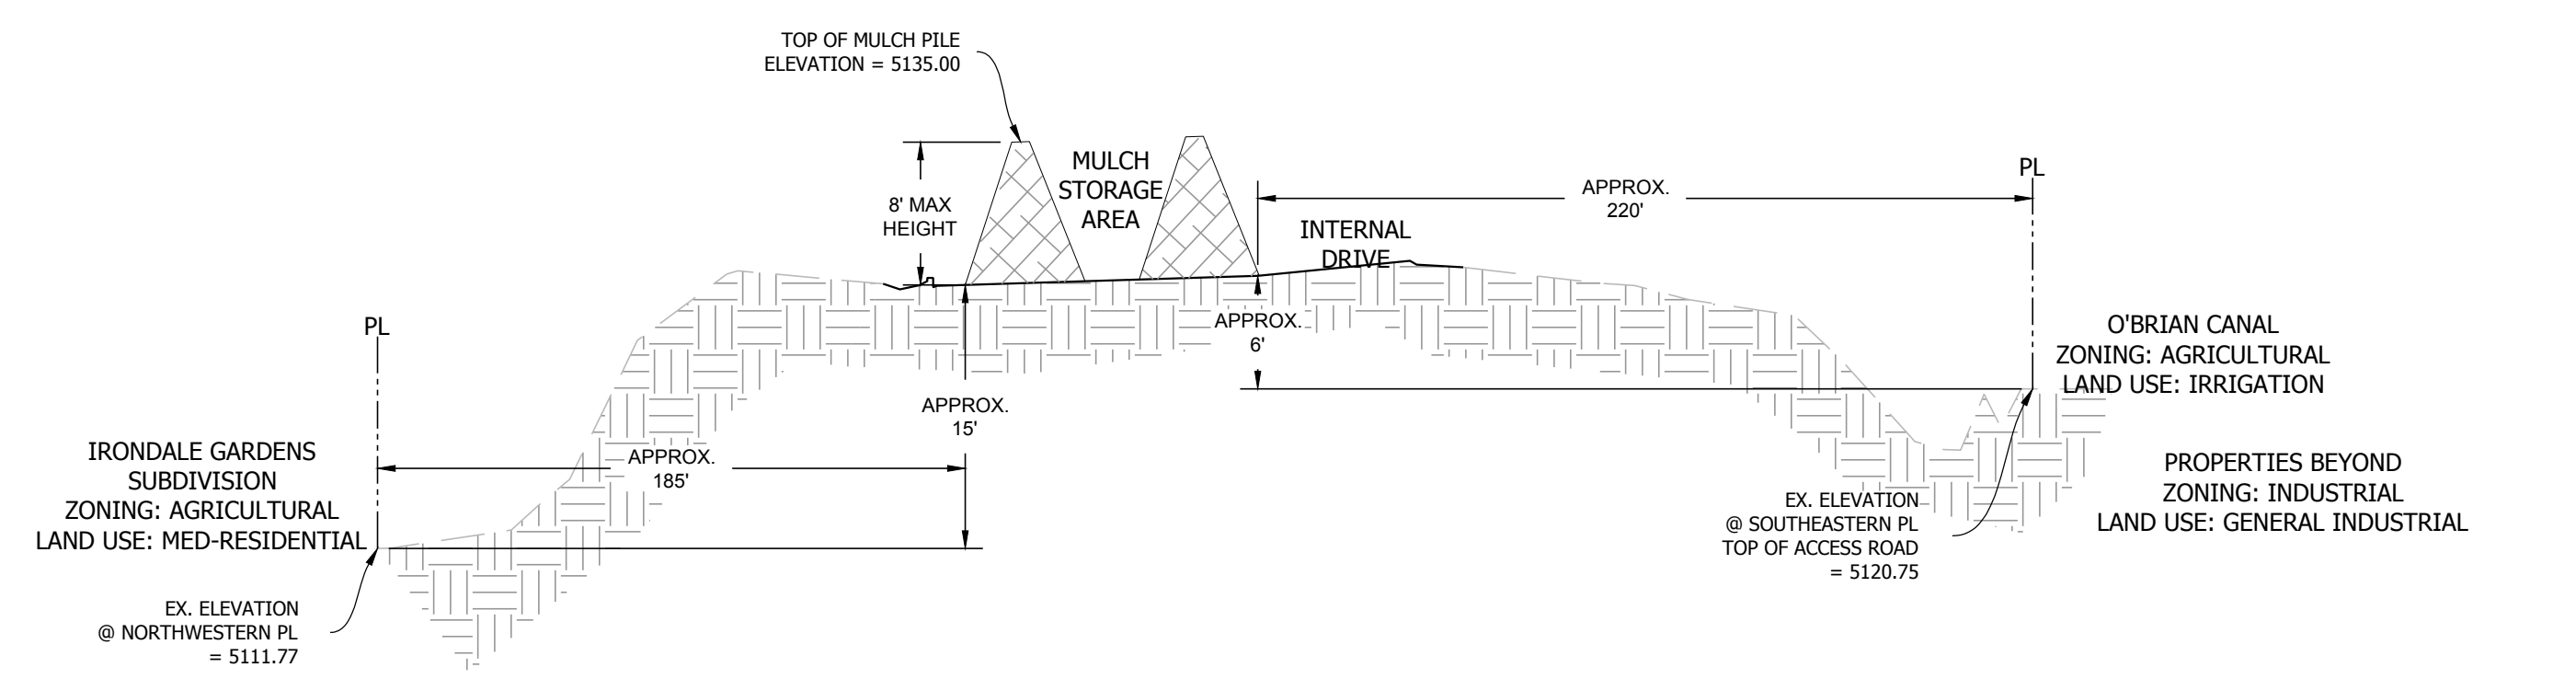 TOP OF MULCH PILE
ELEVATION = 5135.00
8' MAX
HEIGHT
MULCH
STORAGE
AREA
INTERNAL
DRIVE
APPROX.
220'
PL
PL
APPROX.
6'
O'BRIAN CANAL
ZONING: AGRICULTURAL
LAND USE: IRRIGATION
APPROX.
15'
IRONDALE GARDENS
SUBDIVISION
ZONING: AGRICULTURAL
LAND USE: MED-RESIDENTIAL
APPROX.
185'
PROPERTIES BEYOND
ZONING: INDUSTRIAL
LAND USE: GENERAL INDUSTRIAL
EX. ELEVATION
@ SOUTHEASTERN PL
TOP OF ACCESS ROAD
= 5120.75
EX. ELEVATION
@ NORTHWESTERN PL
= 5111.77